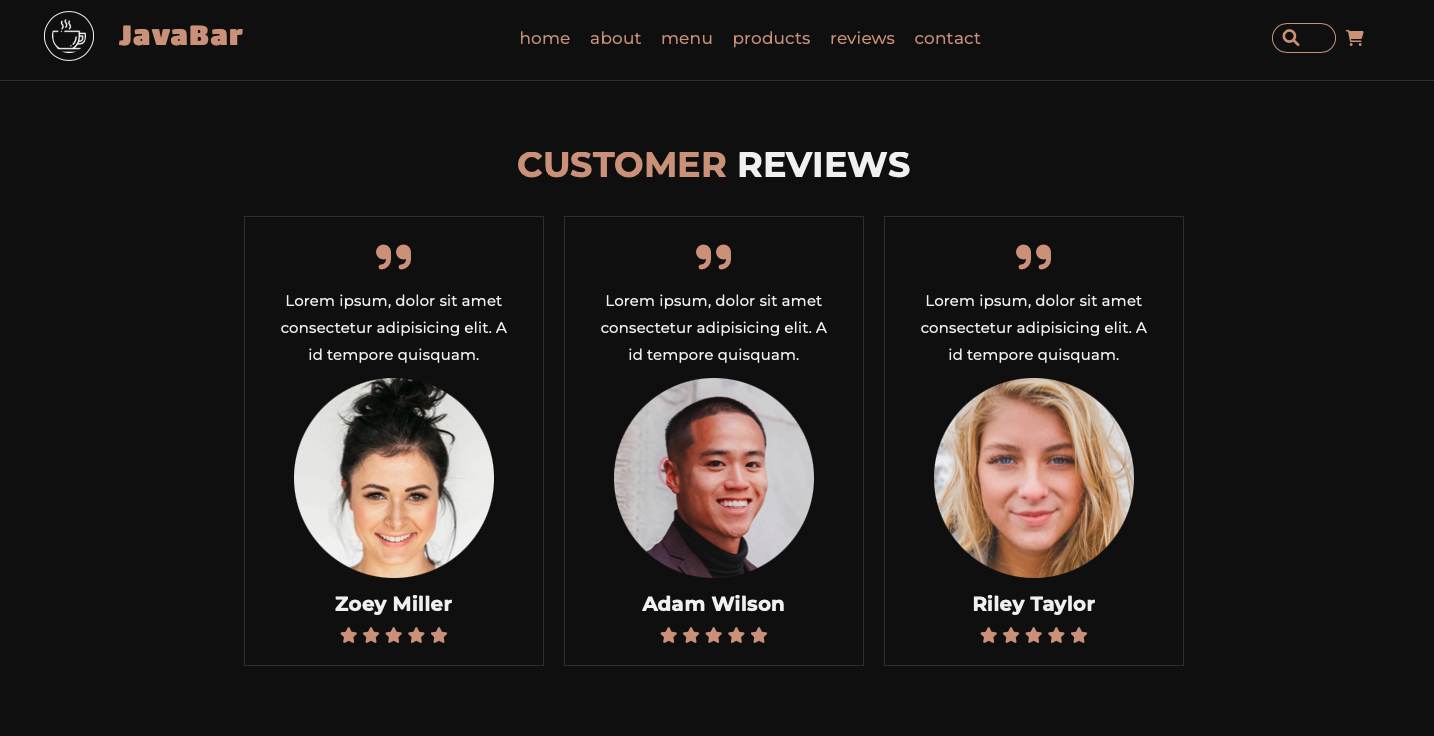 JavaBar
home about menu products reviews contact
CUSTOMER REVIEWS
Lorem ipsum, dolor sit amet
consectetur adipisicing elit. A
id tempore quisquam.
Zoey Miller
Lorem ipsum, dolor sit amet
consectetur adipisicing elit. A
id tempore quisquam.
Adam Wilson
Lorem ipsum, dolor sit amet
consectetur adipisicing elit. A
id tempore quisquam.
Riley Taylor